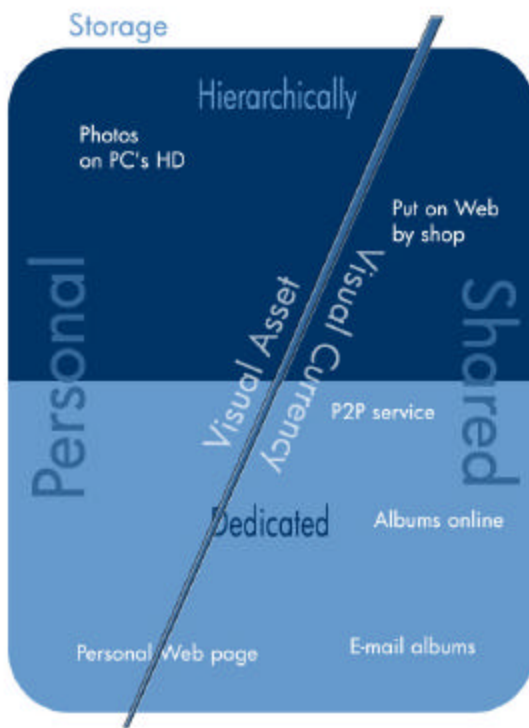 Storage
Hierarchically
Photos
on PC's HD
Put on Web
by shop
Personal
Shared
Visual Asset
Visual Currency
P2P service
Dedicated
Albums online
Personal Web page
E-mail albums